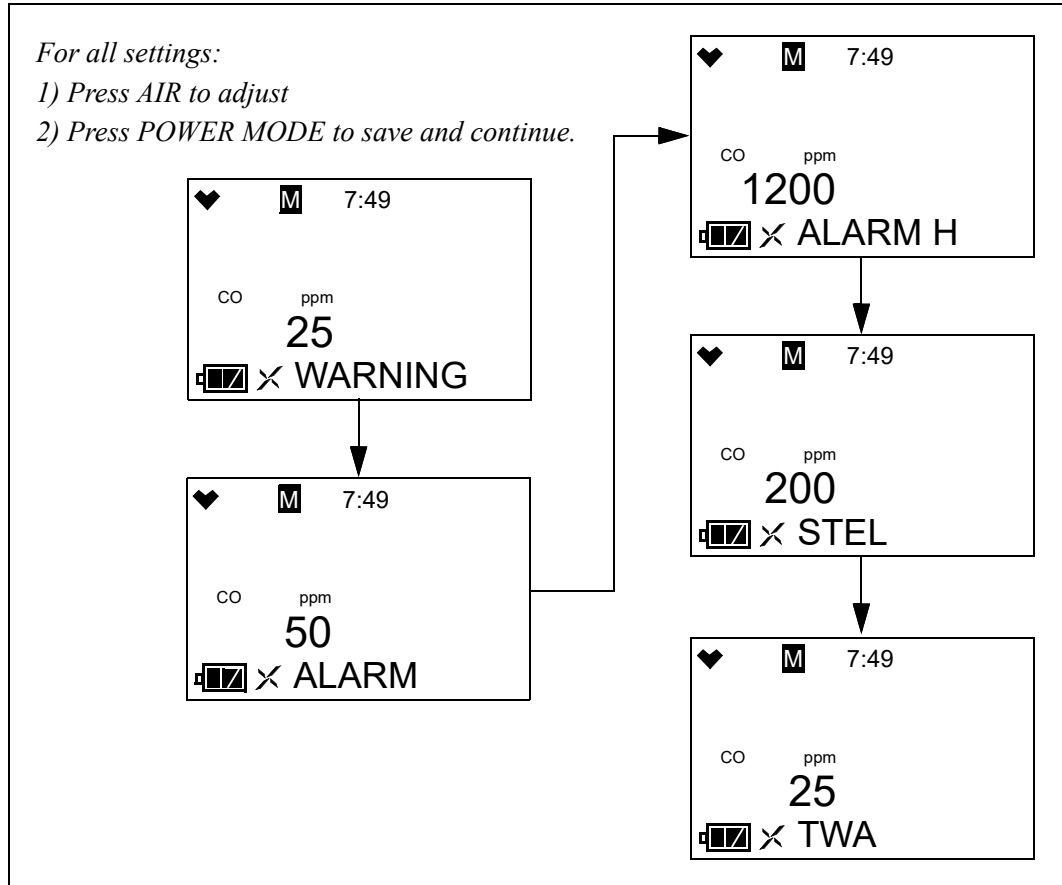 For all settings:
1) Press AIR to adjust
2) Press POWER MODE to save and continue.
M 7:49
CO ppm
25
WARNING
M 7:49
CO ppm
50
ALARM
M 7:49
CO ppm
1200
ALARM H
M 7:49
CO ppm
200
STEL
M 7:49
CO ppm
25
TWA